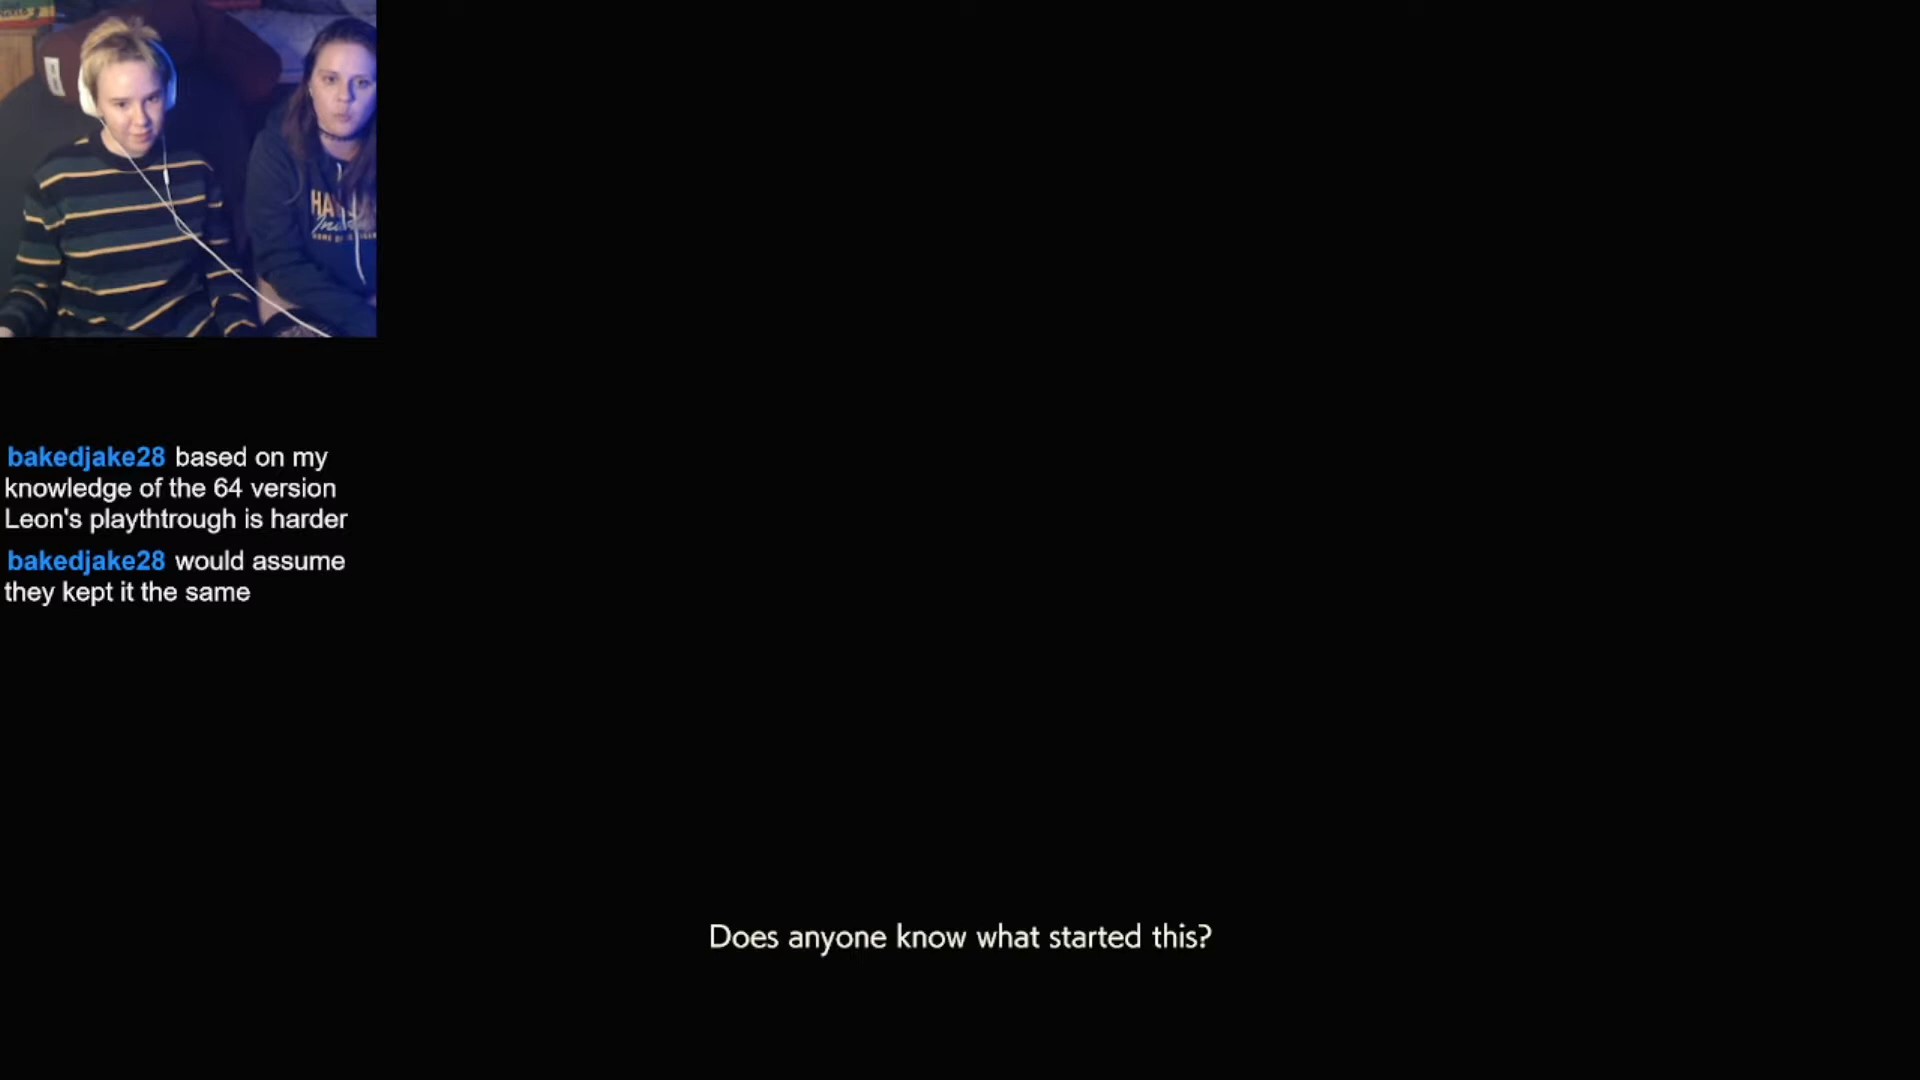 bakedjake28 based on my
knowledge of the 64 version
Leon's playthtrough is harder
bakedjake28 would assume
they kept it the same
Does anyone know what started this?